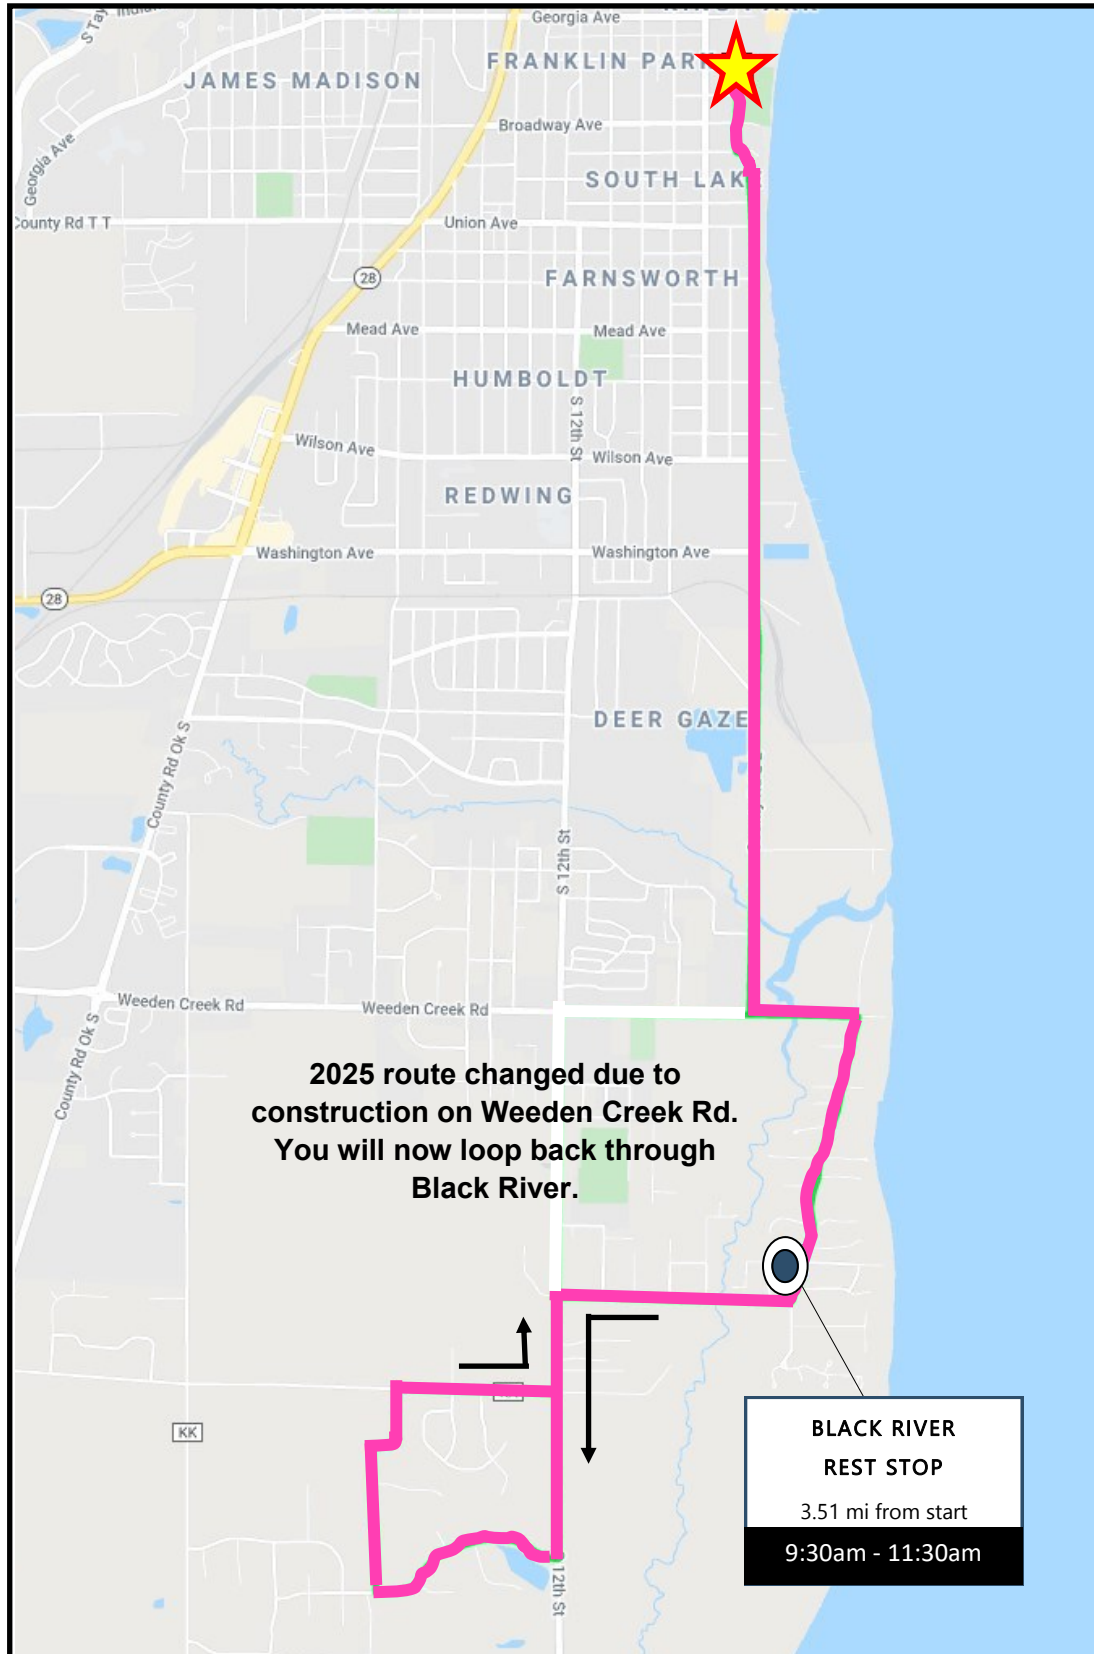 Georgia Ave
S Tay
FRANKLIN PAR
JAMES MADISON
Broadway Ave
Georgia Ave
SOUTH LAK
County Rd T T
Union Ave
28
FARNSWORTH
Mead Ave
Mead Ave
HUMBOLDT
S 12th St
Wilson Ave
Wilson Ave
REDWING
Washington Ave
Washington Ave
28
DEER GAZE
County Rd Ok S
S 12th St
Weeden Creek Rd
Weeden Creek Rd
County Rd Ok S
2025 route changed due to
construction on Weeden Creek Rd.
You will now loop back through
Black River.
KK
BLACK RIVER
REST STOP
3.51 mi from start
9:30am - 11:30am
12th St